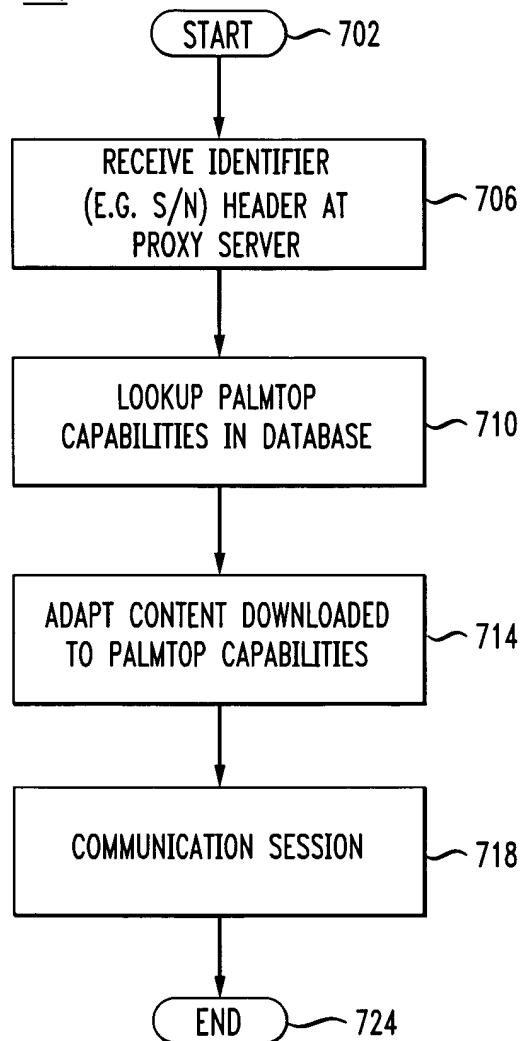 START
702
RECEIVE IDENTIFIER
(E.G. S/N) HEADER AT
PROXY SERVER
706
LOOKUP PALMTOP
CAPABILITIES IN DATABASE
710
ADAPT CONTENT DOWNLOADED
TO PALMTOP CAPABILITIES
714
COMMUNICATION SESSION
718
END
724